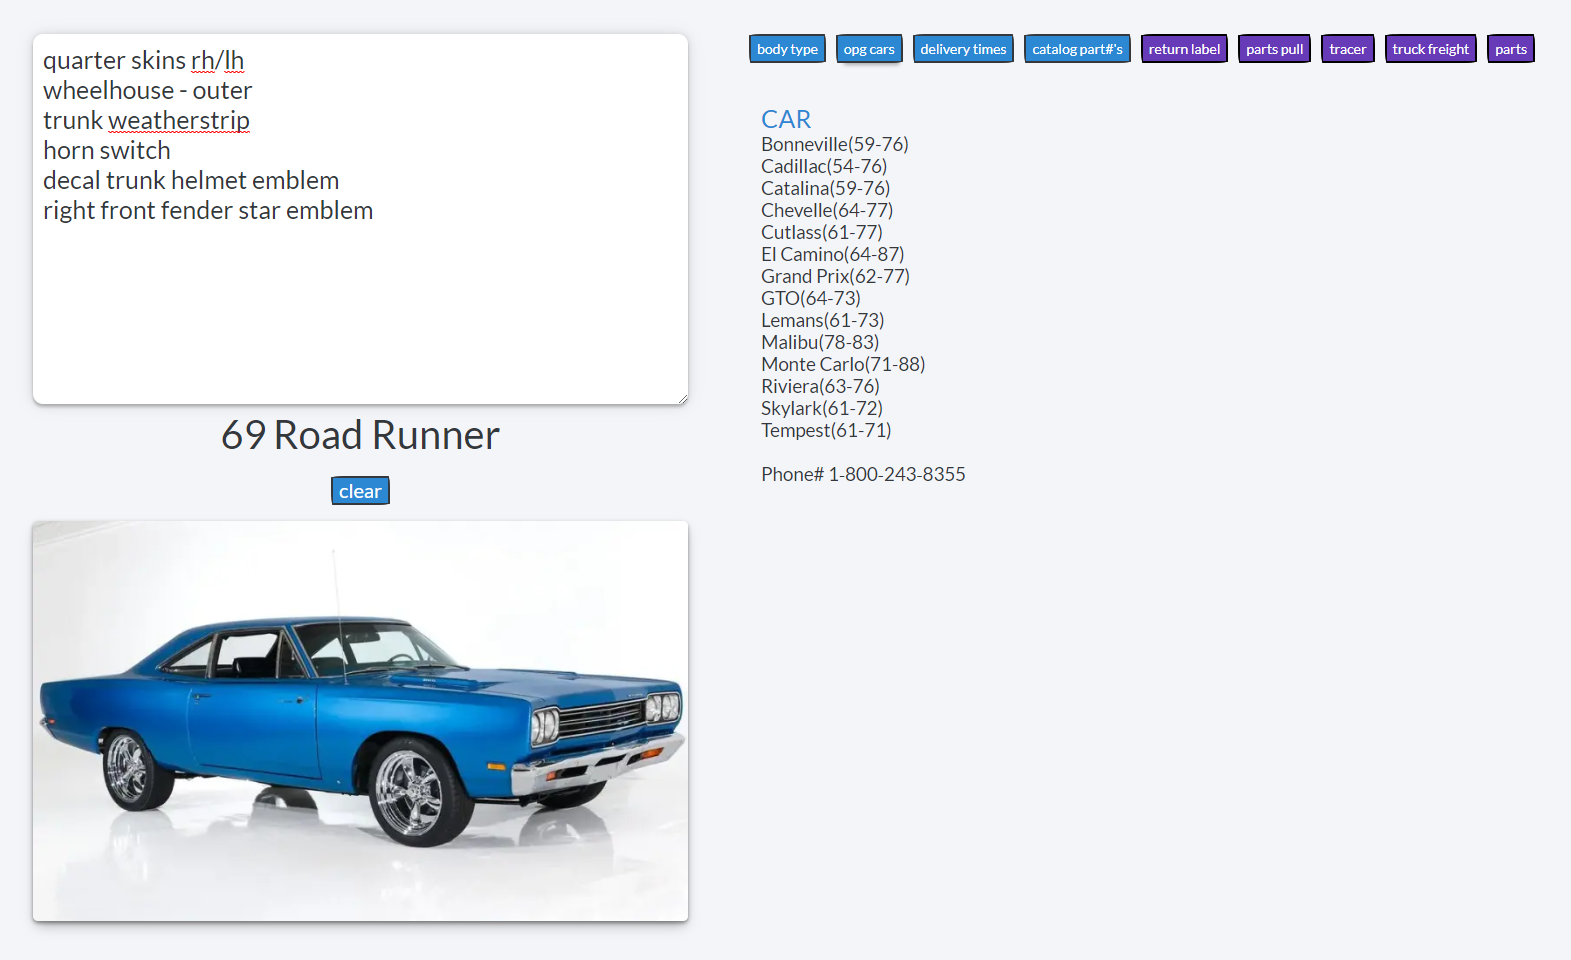 quarter skins rh/lh
wheelhouse - outer
trunk weatherstrip
horn switch
decal trunk helmet emblem
right front fender star emblem
69 Road Runner
clear
body type
opg cars
delivery times
catalog part#'s
return label
parts pull
tracer
truck freight
parts
CAR
Bonneville(59-76)
Cadillac(54-76)
Catalina(59-76)
Chevelle(64-77)
Cutlass(61-77)
El Camino(64-87)
Grand Prix(62-77)
GTO(64-73)
Lemans(61-73)
Malibu(78-83)
Monte Carlo(71-88)
Riviera(63-76)
Skylark(61-72)
Tempest(61-71)
Phone# 1-800-243-8355